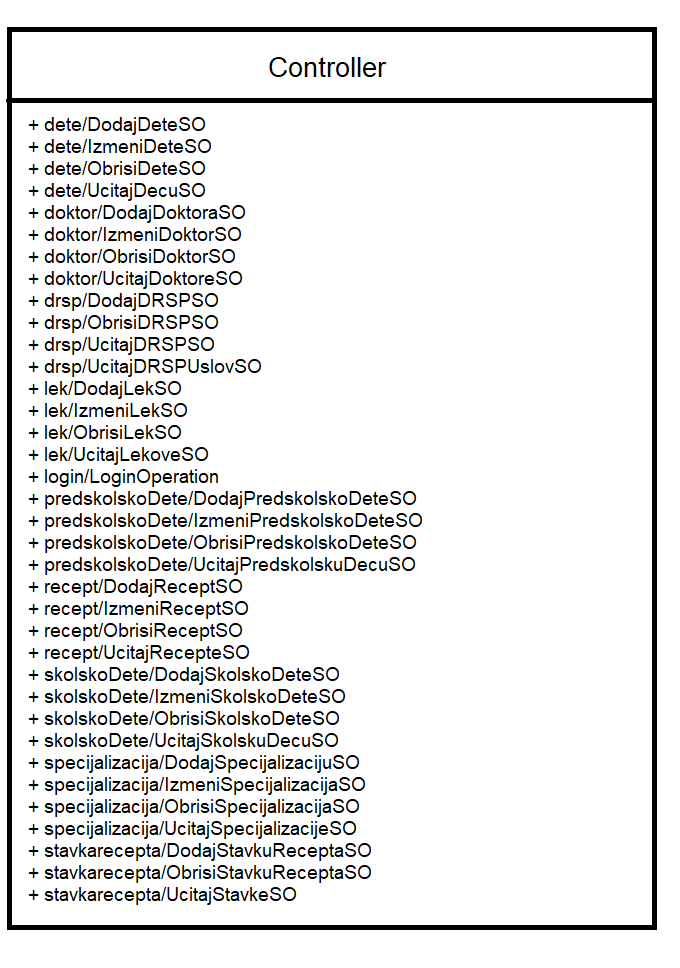 Controller
+ dete/DodajDeteSO
+ dete/IzmeniDeteSO
+ dete/ObrisiDeteSO
+ dete/UcitajDecuSO
+ doktor/DodajDoktoraSO
+ doktor/IzmeniDoktorSO
+ doktor/ObrisiDoktorSO
+ doktor/UcitajDoktoreSO
+ drsp/DodajDRSPSO
+ drsp/ObrisiDRSPSO
+ drsp/UcitajDRSPSO
+ drsp/UcitajDRSPUslovSO
+ lek/DodajLekSO
+ lek/IzmeniLekSO
+ lek/ObrisiLekSO
+ lek/UcitajLekoveSO
+ login/LoginOperation
+ predskolskoDete/DodajPredskolskoDeteSO
+ predskolskoDete/IzmeniPredskolskoDeteSO
+ predskolskoDete/ObrisiPredskolskoDeteSO
+ predskolskoDete/UcitajPredskolskuDecuSO
+ recept/DodajReceptSO
+ recept/IzmeniReceptSO
+ recept/ObrisiReceptSO
+ recept/UcitajRecepteSO
+ skolskoDete/DodajSkolskoDeteSO
+ skolskoDete/IzmeniSkolskoDeteSO
+ skolskoDete/ObrisiSkolskoDeteSO
+ skolskoDete/UcitajSkolskuDecuSO
+ specijalizacija/DodajSpecijalizacijuSO
+ specijalizacija/IzmeniSpecijalizacijaSO
+ specijalizacija/ObrisiSpecijalizacijaSO
+ specijalizacija/UcitajSpecijalizacijeSO
+ stavkarecepta/DodajStavkuReceptaSO
+ stavkarecepta/ObrisiStavkuReceptaSO
+ stavkarecepta/UcitajStavkeSO